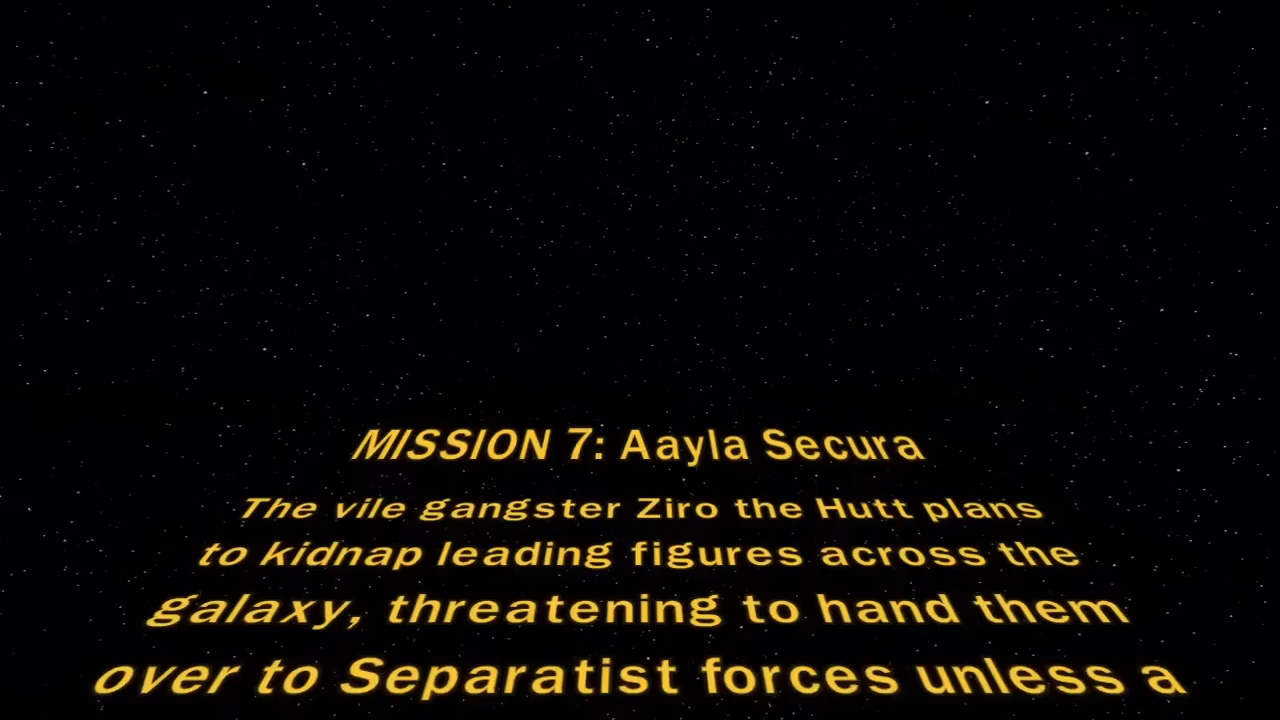 MISSION 7: Aayla Secura
The vile gangster Ziro the Hutt plans
to kidnap leading figures across the
galaxy, threatening to hand them
over to Separatist forces unless a